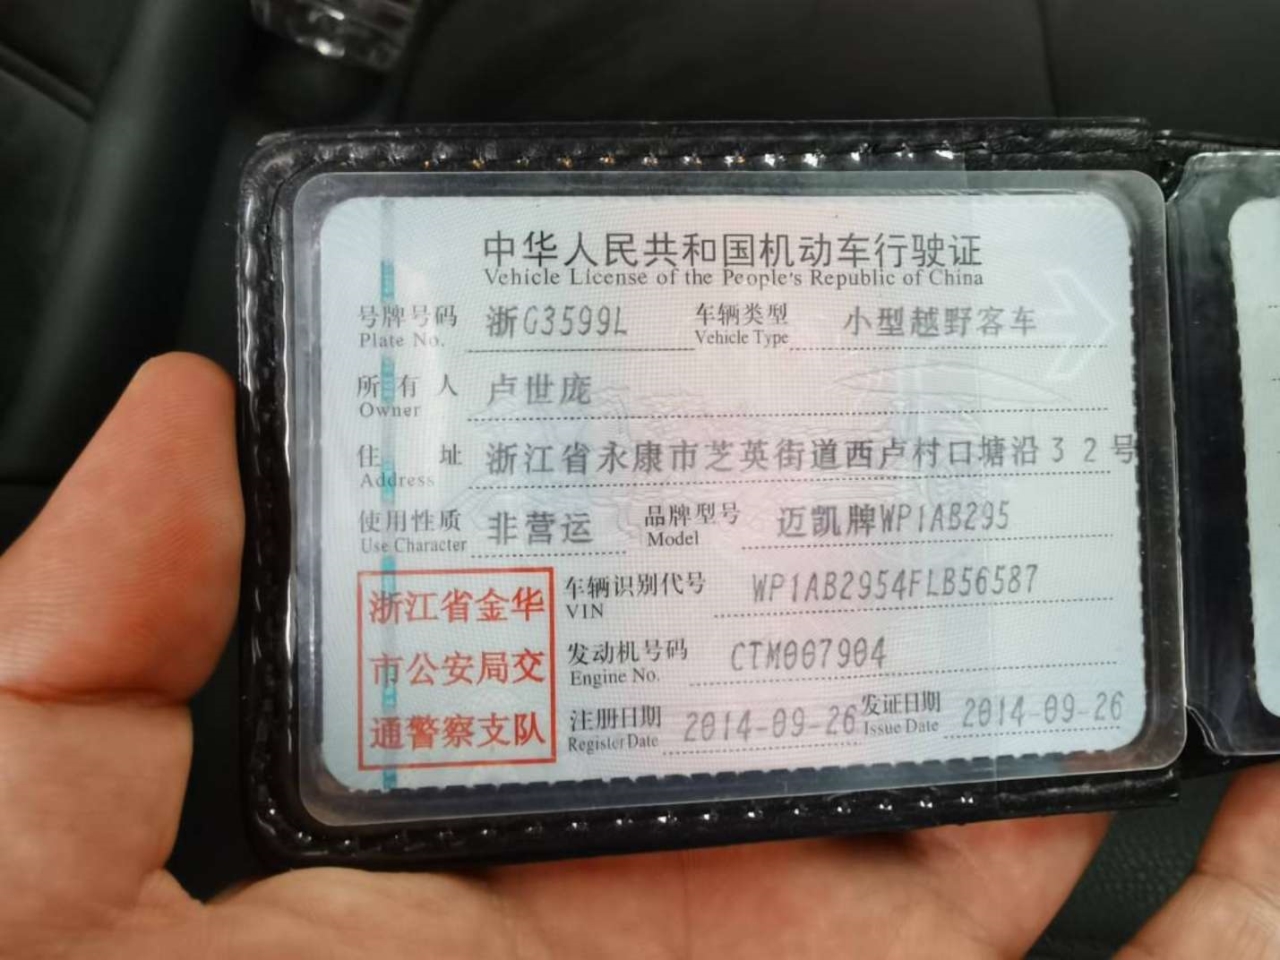 中华人民共和国机动车行驶证
Vehicle License of the People's Republic of China
号牌号码 浙G3599L 车辆类型 小型越野客车
Plate No. Vehicle Type
所有人 卢世庞
Owner
住址 浙江省永康市芝英街道西卢村口塘沿32号
Address
使用性质 非营运 品牌型号 迈凯牌WP1AB295
Use Character Model
浙江省金华
市公安局交
通警察支队
车辆识别代号 WP1AB2954FLB56587
VIN
发动机号码 CTM007904
Engine No.
注册日期 2014-09-26 发证日期 2014-09-26
Register Date Issue Date